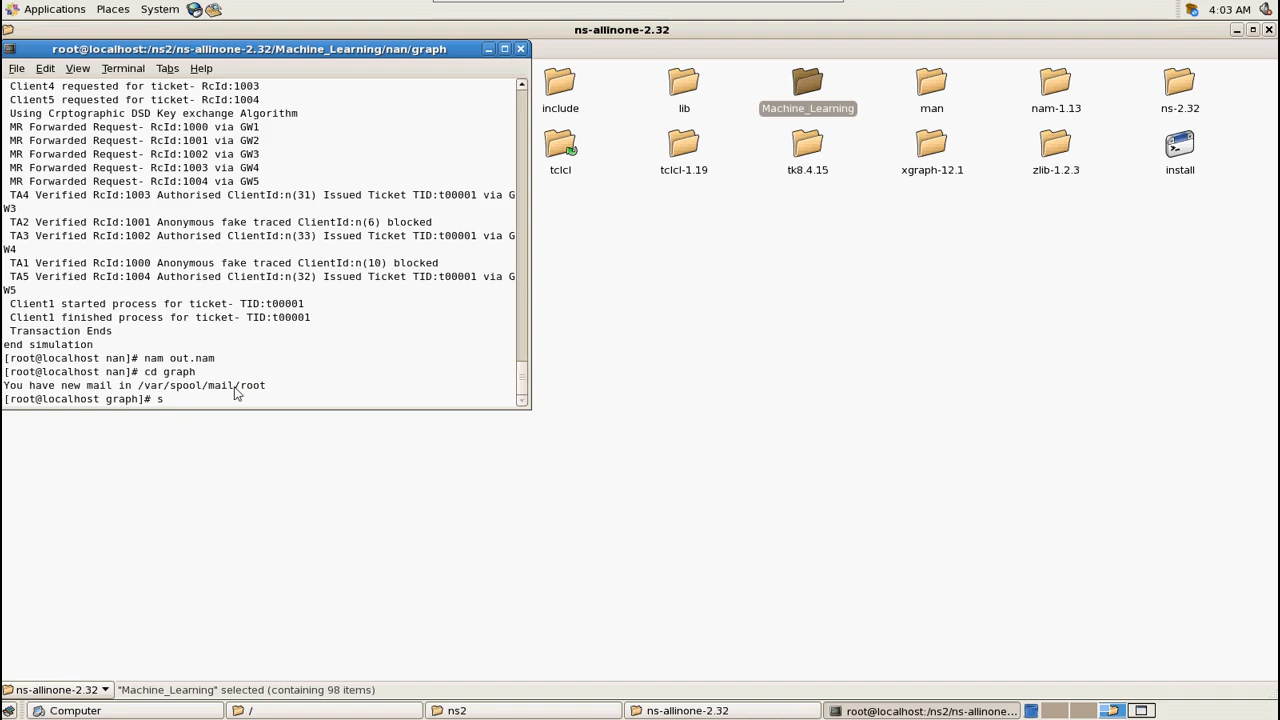 Applications Places System 4:03 AM
ns-allinone-2.32
root@localhost:/ns2/ns-allinone-2.32/Machine_Learning/nan/graph
File Edit View Terminal Tabs Help
Client4 requested for ticket- RcId:1003
Client5 requested for ticket- RcId:1004
Using Crptographic DSD Key exchange Algorithm
MR Forwarded Request- RcId:1000 via GW1
MR Forwarded Request- RcId:1001 via GW2
MR Forwarded Request- RcId:1002 via GW3
MR Forwarded Request- RcId:1003 via GW4
MR Forwarded Request- RcId:1004 via GW5
TA4 Verified RcId:1003 Authorised ClientId:n(31) Issued Ticket TID:t00001 via G
W3
TA2 Verified RcId:1001 Anonymous fake traced ClientId:n(6) blocked
TA3 Verified RcId:1002 Authorised ClientId:n(33) Issued Ticket TID:t00001 via G
W4
TA1 Verified RcId:1000 Anonymous fake traced ClientId:n(10) blocked
TA5 Verified RcId:1004 Authorised ClientId:n(32) Issued Ticket TID:t00001 via G
W5
Client1 started process for ticket- TID:t00001
Client1 finished process for ticket- TID:t00001
Transaction Ends
end simulation
[root@localhost nan]# nam out.nam
[root@localhost nan]# cd graph
You have new mail in /var/spool/mail/root
[root@localhost graph]# s
include lib Machine_Learning man nam-1.13 ns-2.32
tclcl tclcl-1.19 tk8.4.15 xgraph-12.1 zlib-1.2.3 install
ns-allinone-2.32 "Machine_Learning" selected (containing 98 items)
Computer / ns2 ns-allinone-2.32 root@localhost:/ns2/ns-allinone...